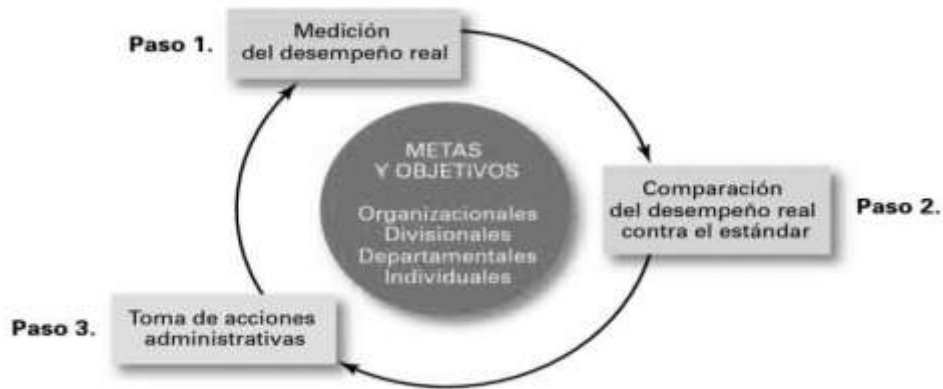 Paso 1.
Medición
del desempeño real
METAS
Y OBJETIVOS
Organizacionales
Divisionales
Departamentales
Individuales
Comparación
del desempeño real
contra el estándar
Paso 2.
Paso 3.
Toma de acciones
administrativas